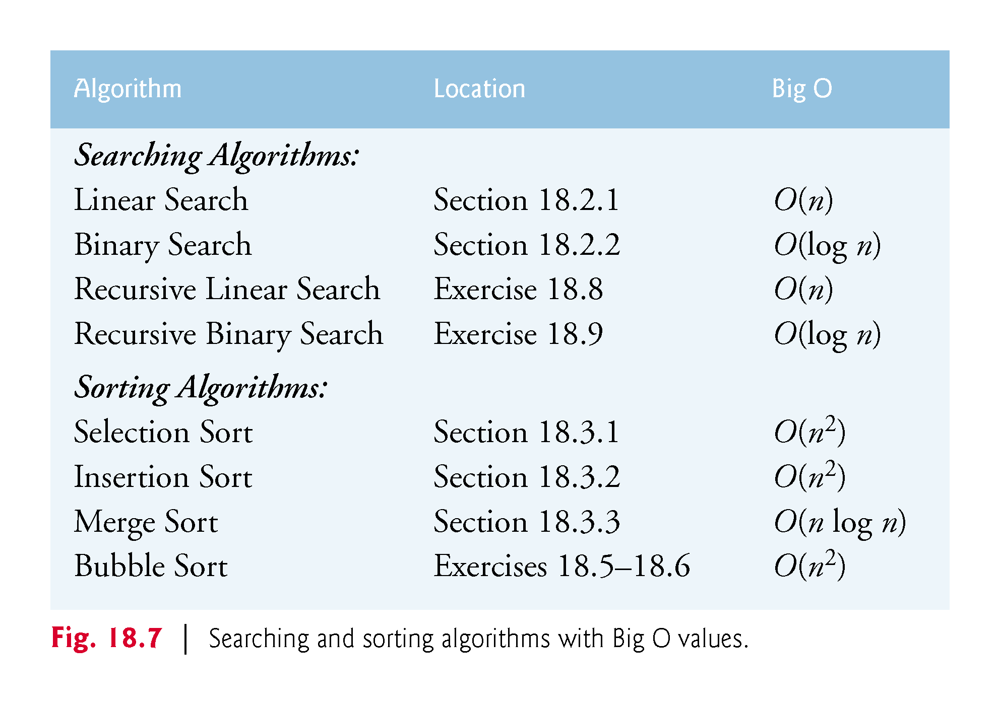 Algorithm Location Big O
Searching Algorithms:
Linear Search Section 18.2.1 O(n)
Binary Search Section 18.2.2 O(log n)
Recursive Linear Search Exercise 18.8 O(n)
Recursive Binary Search Exercise 18.9 O(log n)
Sorting Algorithms:
Selection Sort Section 18.3.1 O(n²)
Insertion Sort Section 18.3.2 O(n²)
Merge Sort Section 18.3.3 O(n log n)
Bubble Sort Exercises 18.5–18.6 O(n²)
Fig. 18.7 | Searching and sorting algorithms with Big O values.